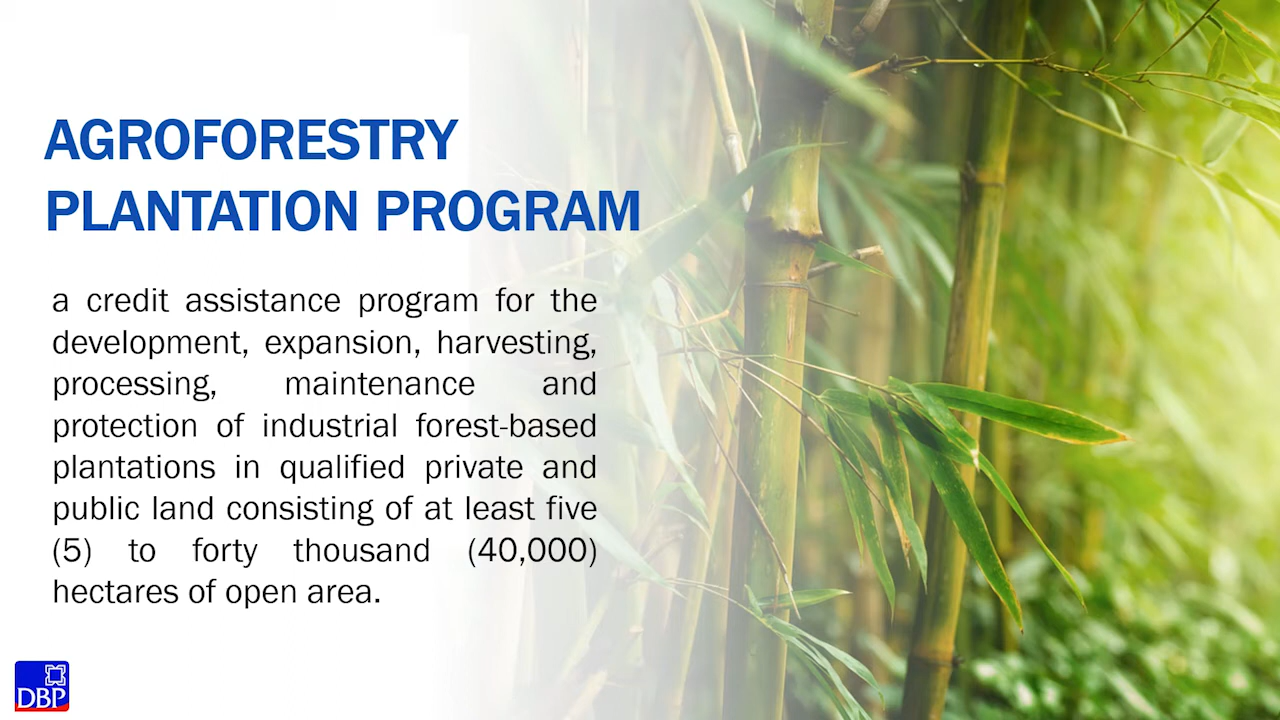 AGROFORESTRY
PLANTATION PROGRAM
a credit assistance program for the
development, expansion, harvesting,
processing, maintenance and
protection of industrial forest-based
plantations in qualified private and
public land consisting of at least five
(5) to forty thousand (40,000)
hectares of open area.
DBP